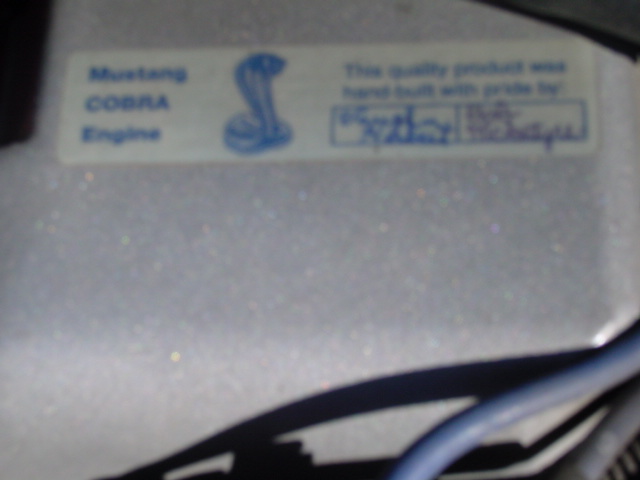 Mustang
COBRA
Engine
This quality product was
hand-built with pride by: